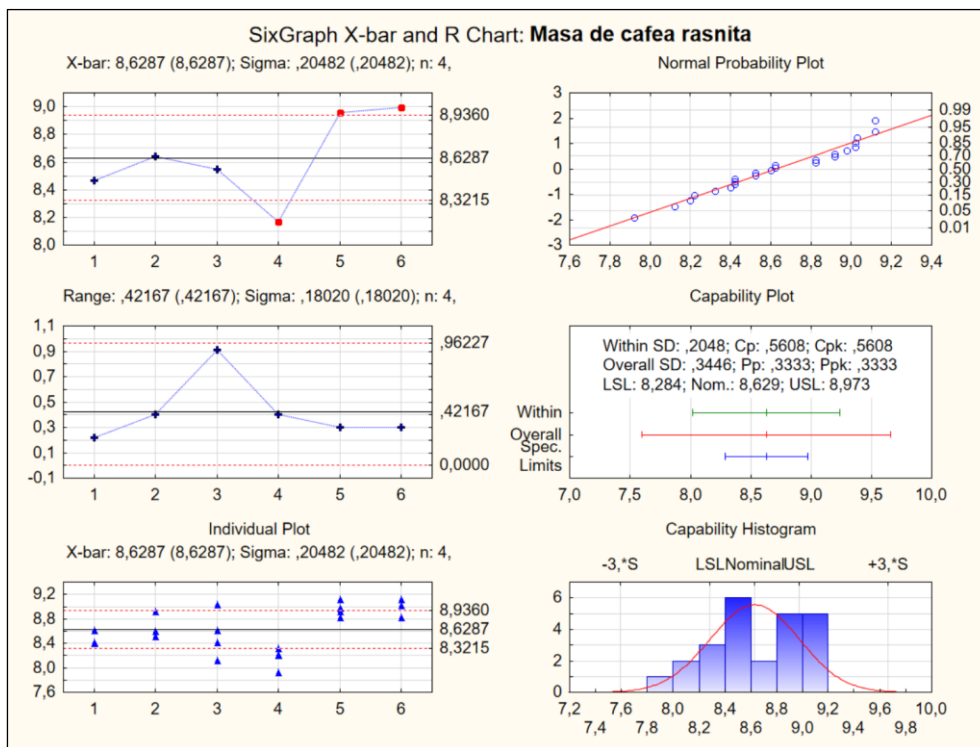 SixGraph X-bar and R Chart: Masa de cafea rasnita
X-bar: 8,6287 (8,6287); Sigma: ,20482 (,20482); n: 4,
9,0
8,8
8,6
8,4
8,2
8,0
8,9360
8,6287
8,3215
1 2 3 4 5 6
Normal Probability Plot
3
2
1
0
-1
-2
-3
0.99
0.95
0.85
0.70
0.50
0.30
0.15
0.05
0.01
7,6 7,8 8,0 8,2 8,4 8,6 8,8 9,0 9,2 9,4
Range: ,42167 (,42167); Sigma: ,18020 (,18020); n: 4,
1,1
0,9
0,7
0,5
0,3
0,1
-0,1
,96227
,42167
0,0000
1 2 3 4 5 6
Capability Plot
Within SD: ,2048; Cp: ,5608; Cpk: ,5608
Overall SD: ,3446; Pp: ,3333; Ppk: ,3333
LSL: 8,284; Nom.: 8,629; USL: 8,973
Within
Overall
Spec.
Limits
7,0 7,5 8,0 8,5 9,0 9,5 10,0
Individual Plot
X-bar: 8,6287 (8,6287); Sigma: ,20482 (,20482); n: 4,
9,2
8,8
8,4
8,0
7,6
8,9360
8,6287
8,3215
1 2 3 4 5 6
Capability Histogram
-3,*S LSLNominalUSL +3,*S
6
4
2
0
7,2 7,6 8,0 8,4 8,8 9,2 9,6 10,0
7,4 7,8 8,2 8,6 9,0 9,4 9,8